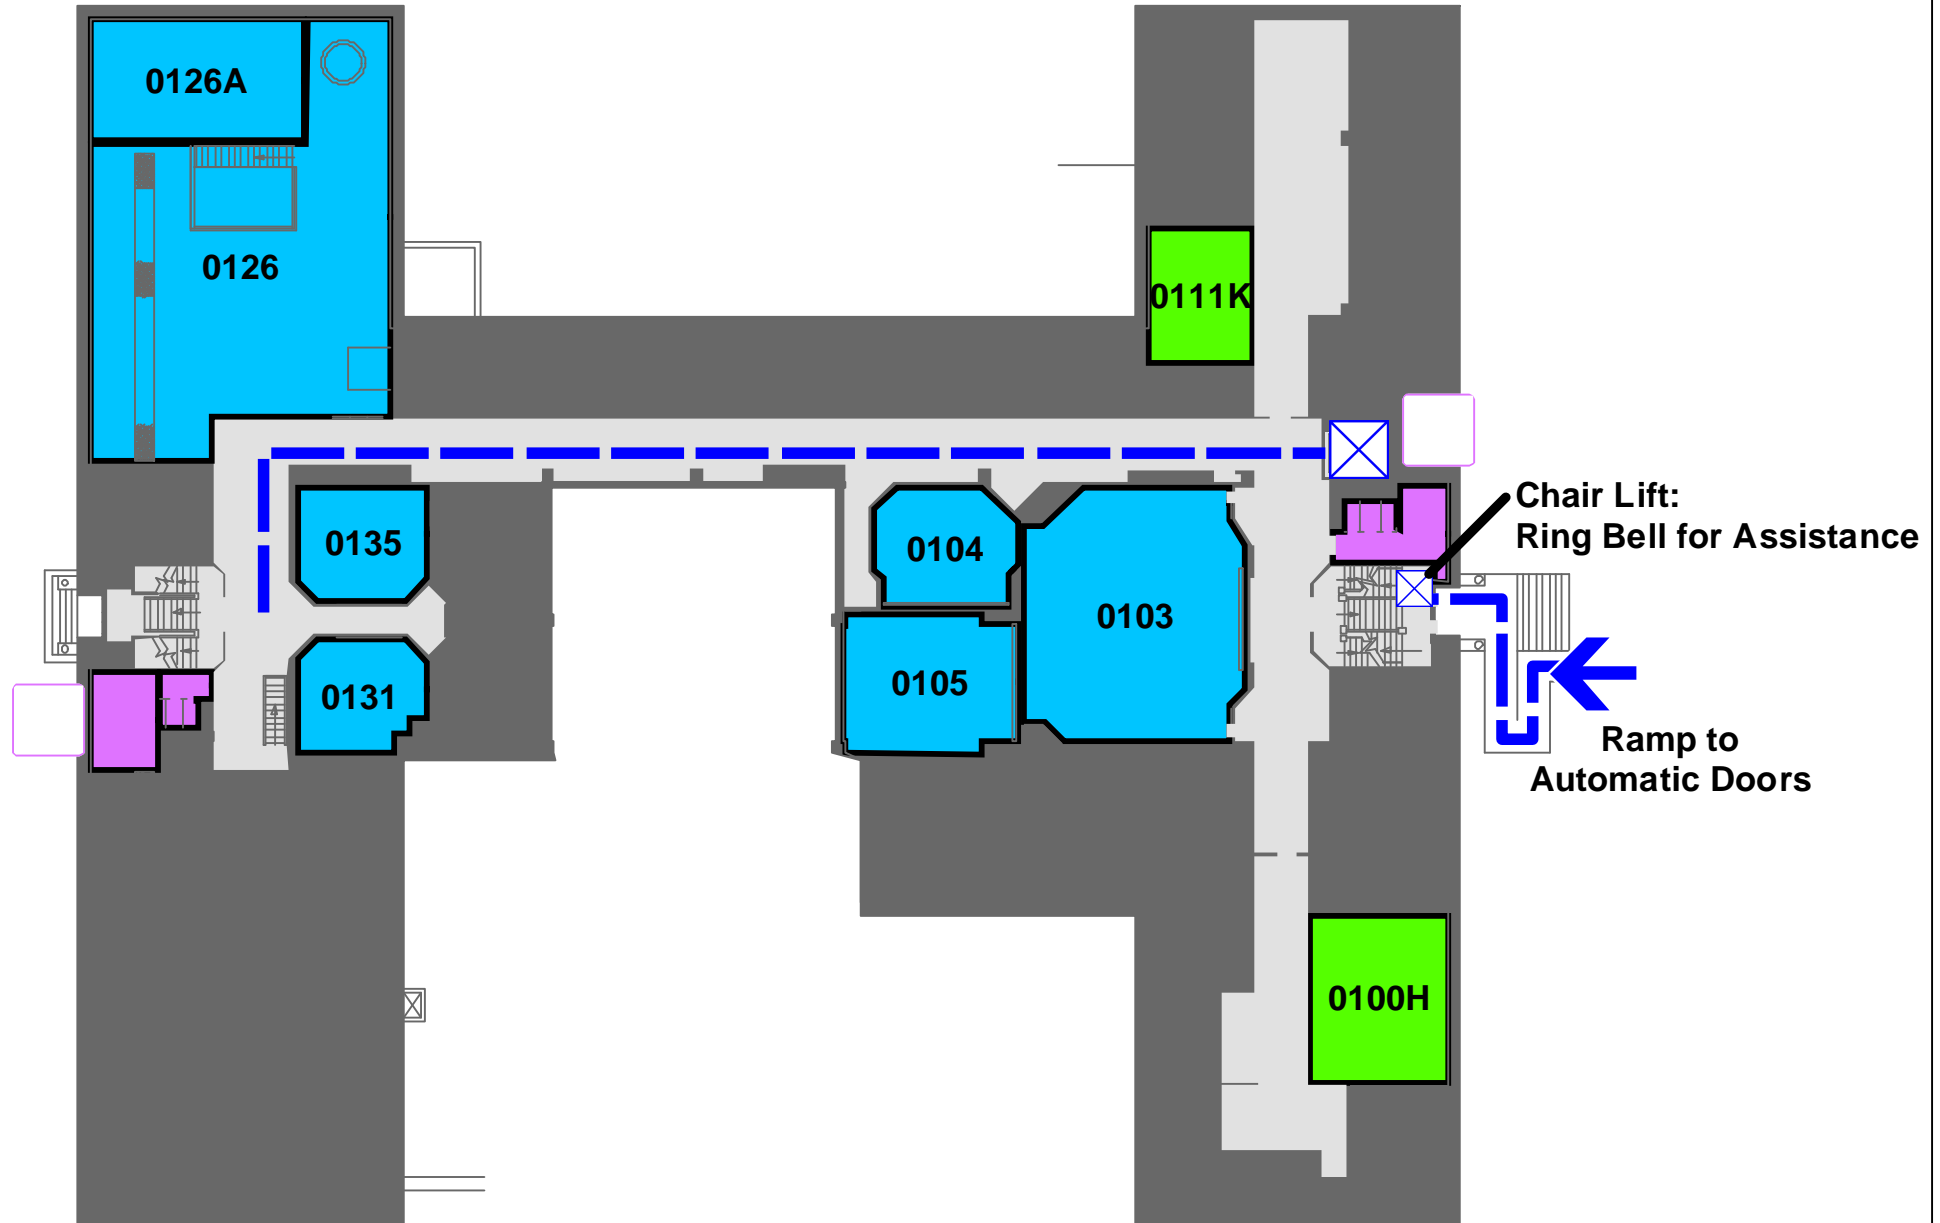 0126A
0126
0111K
Chair Lift:
Ring Bell for Assistance
0135
0104
0103
0105
0131
Ramp to
Automatic Doors
0100H